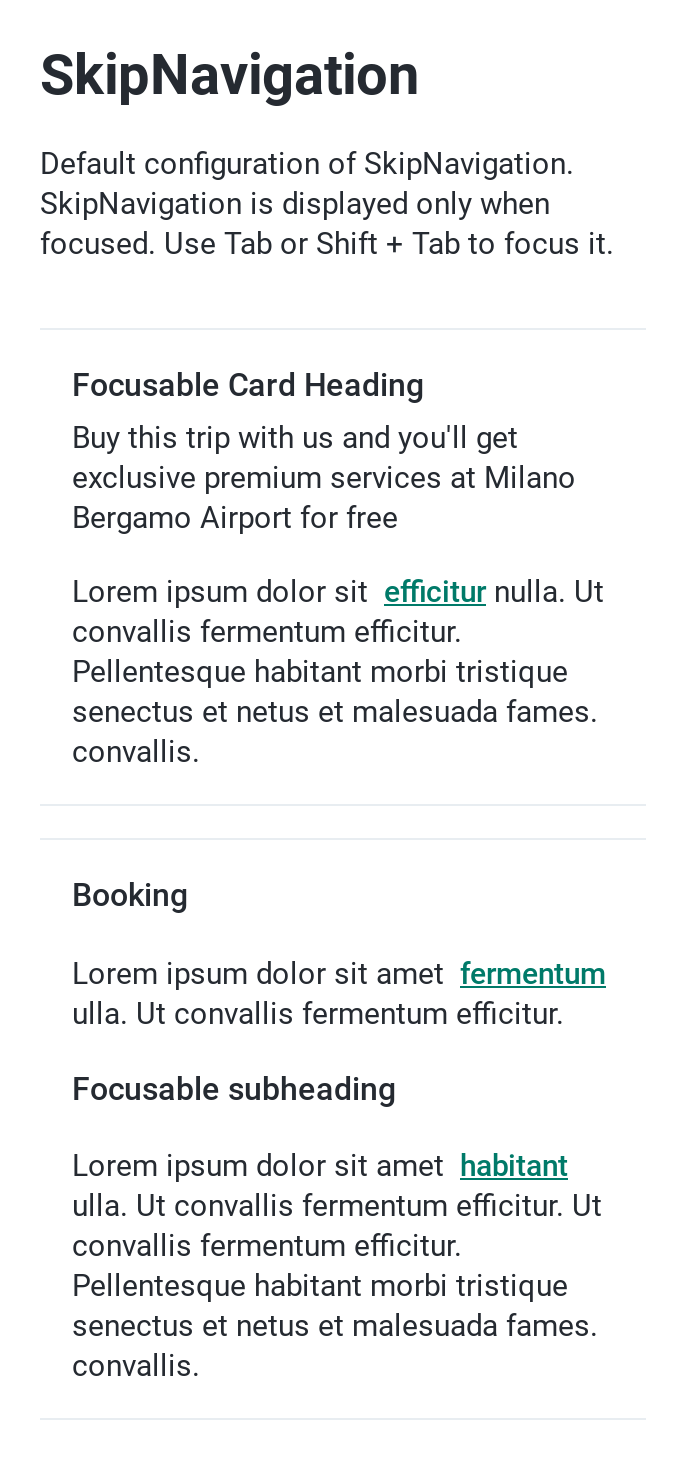 SkipNavigation
Default configuration of SkipNavigation.
SkipNavigation is displayed only when
focused. Use Tab or Shift + Tab to focus it.
Focusable Card Heading
Buy this trip with us and you'll get
exclusive premium services at Milano
Bergamo Airport for free
Lorem ipsum dolor sit efficitur nulla. Ut
convallis fermentum efficitur.
Pellentesque habitant morbi tristique
senectus et netus et malesuada fames.
convallis.
Booking
Lorem ipsum dolor sit amet fermentum
ulla. Ut convallis fermentum efficitur.
Focusable subheading
Lorem ipsum dolor sit amet habitant
ulla. Ut convallis fermentum efficitur. Ut
convallis fermentum efficitur.
Pellentesque habitant morbi tristique
senectus et netus et malesuada fames.
convallis.